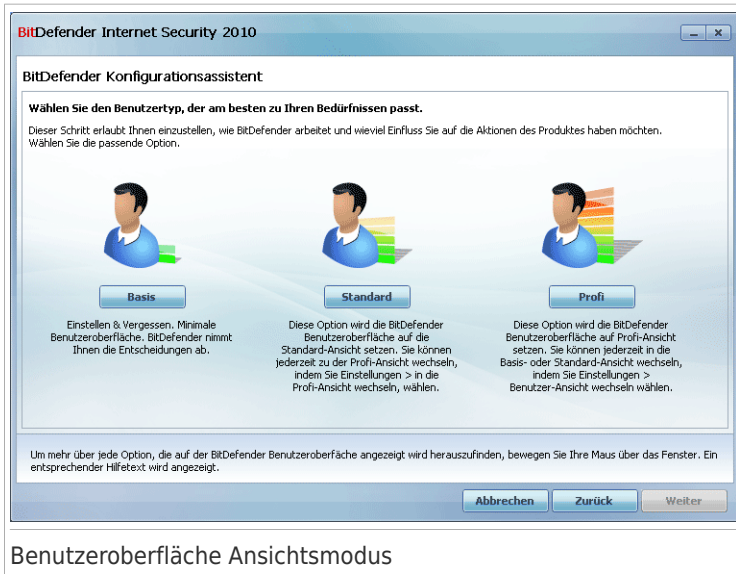 BitDefender Internet Security 2010
BitDefender Konfigurationsassistent
Wählen Sie den Benutzertyp, der am besten zu Ihren Bedürfnissen passt.
Dieser Schritt erlaubt Ihnen einzustellen, wie BitDefender arbeitet und wieviel Einfluss Sie auf die Aktionen des Produktes haben möchten.
Wählen Sie die passende Option.
Basis
Einstellen & Vergessen. Minimale
Benutzeroberfläche. BitDefender nimmt
Ihnen die Entscheidungen ab.
Standard
Diese Option wird die BitDefender
Benutzeroberfläche auf die
Standard-Ansicht setzen. Sie können
jederzeit zu der Profi-Ansicht wechseln,
indem Sie Einstellungen > in die
Profi-Ansicht wechseln, wählen.
Profi
Diese Option wird die BitDefender
Benutzeroberfläche auf Profi-Ansicht
setzen. Sie können jederzeit in die
Basis- oder Standard-Ansicht wechseln,
indem Sie Einstellungen >
Benutzer-Ansicht wechseln wählen.
Um mehr über jede Option, die auf der BitDefender Benutzeroberfäche angezeigt wird herauszufinden, bewegen Sie Ihre Maus über das Fenster. Ein
entsprechender Hilfetext wird angezeigt.
Abbrechen
Zurück
Weiter
Benutzeroberfläche Ansichtsmodus